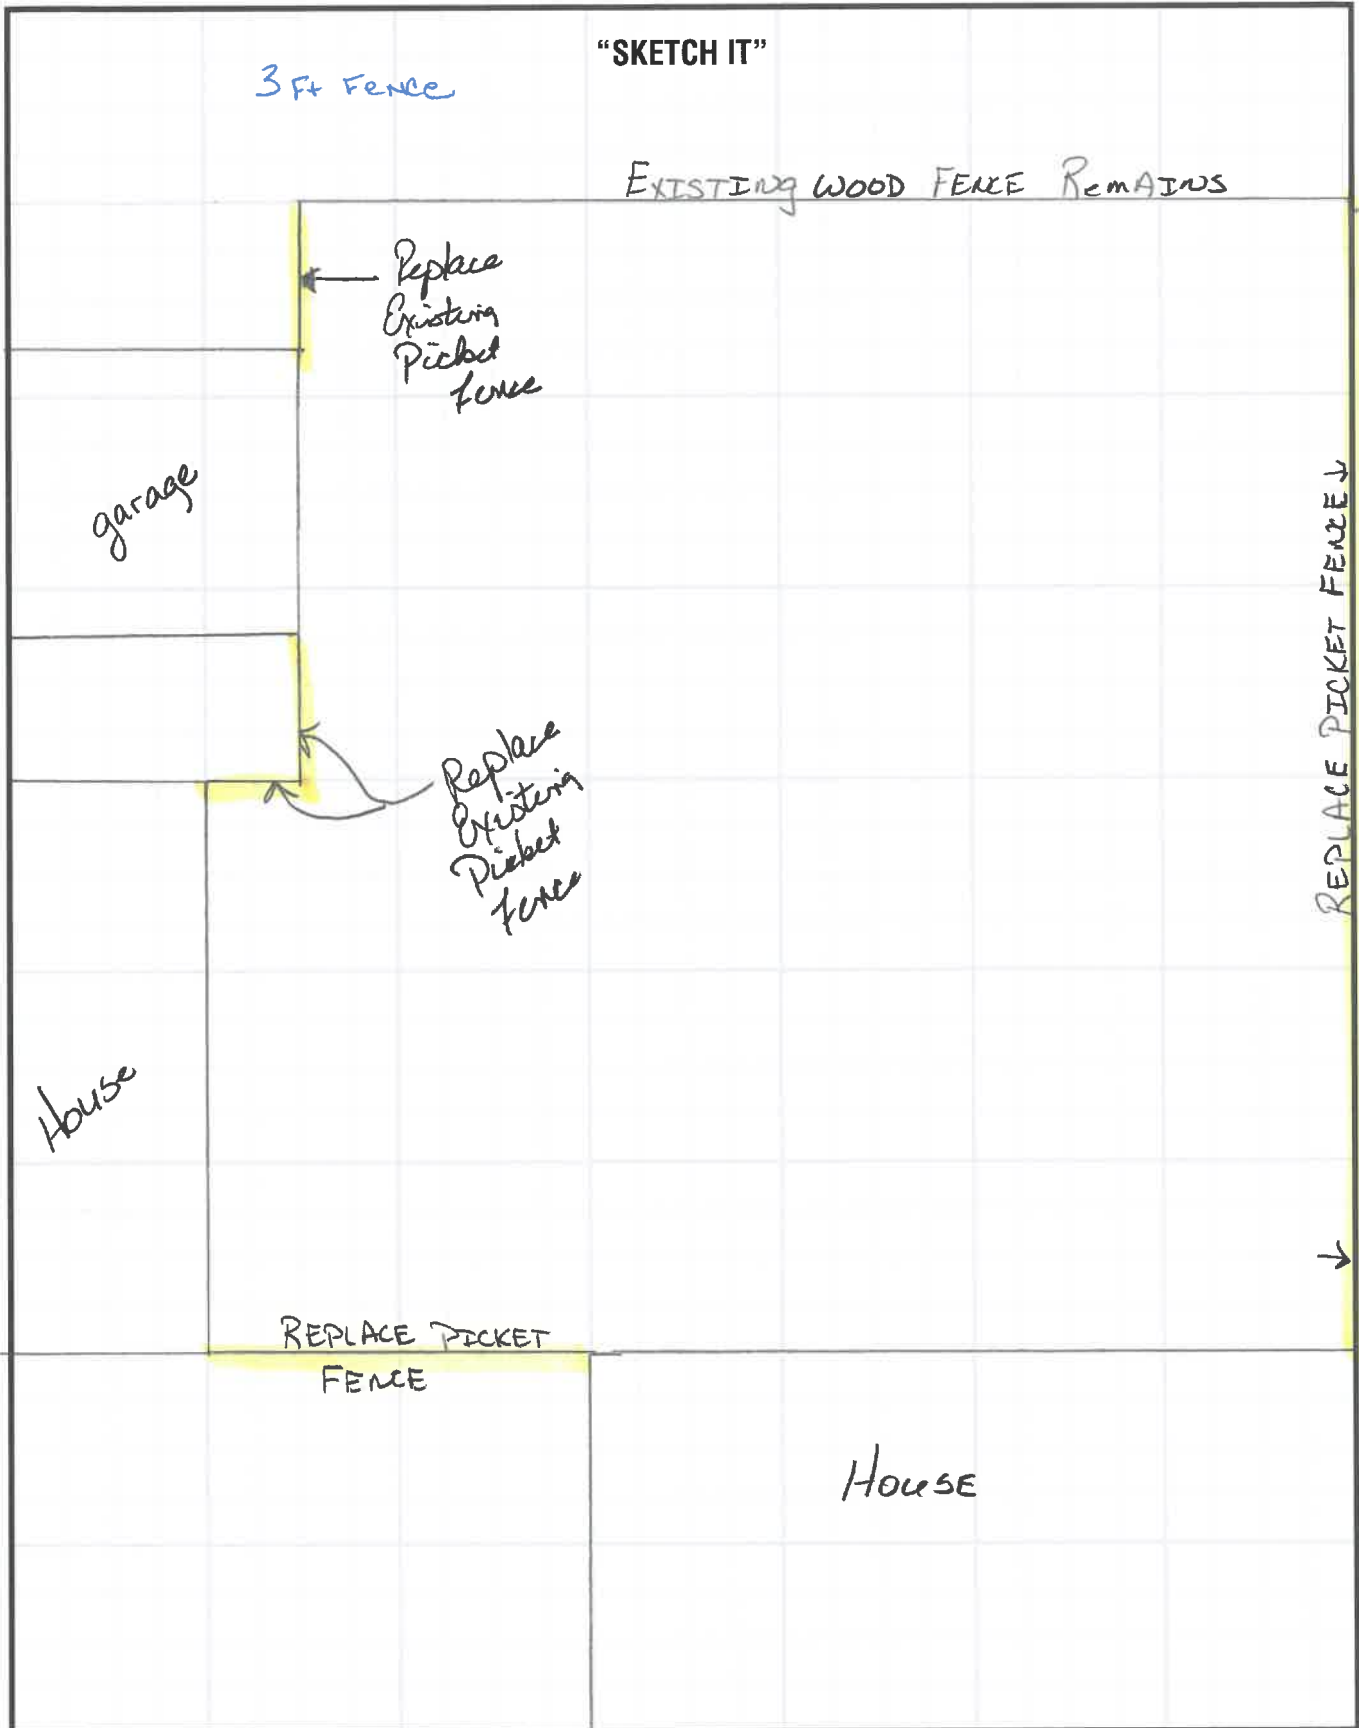 “SKETCH IT”
3 Ft Fence
EXISTING WOOD FENCE REMAINS
Replace
Existing
Picket
fence
garage
REPLACE PICKET FENCE
Replace
Existing
Picket
fence
House
REPLACE PICKET
FENCE
House